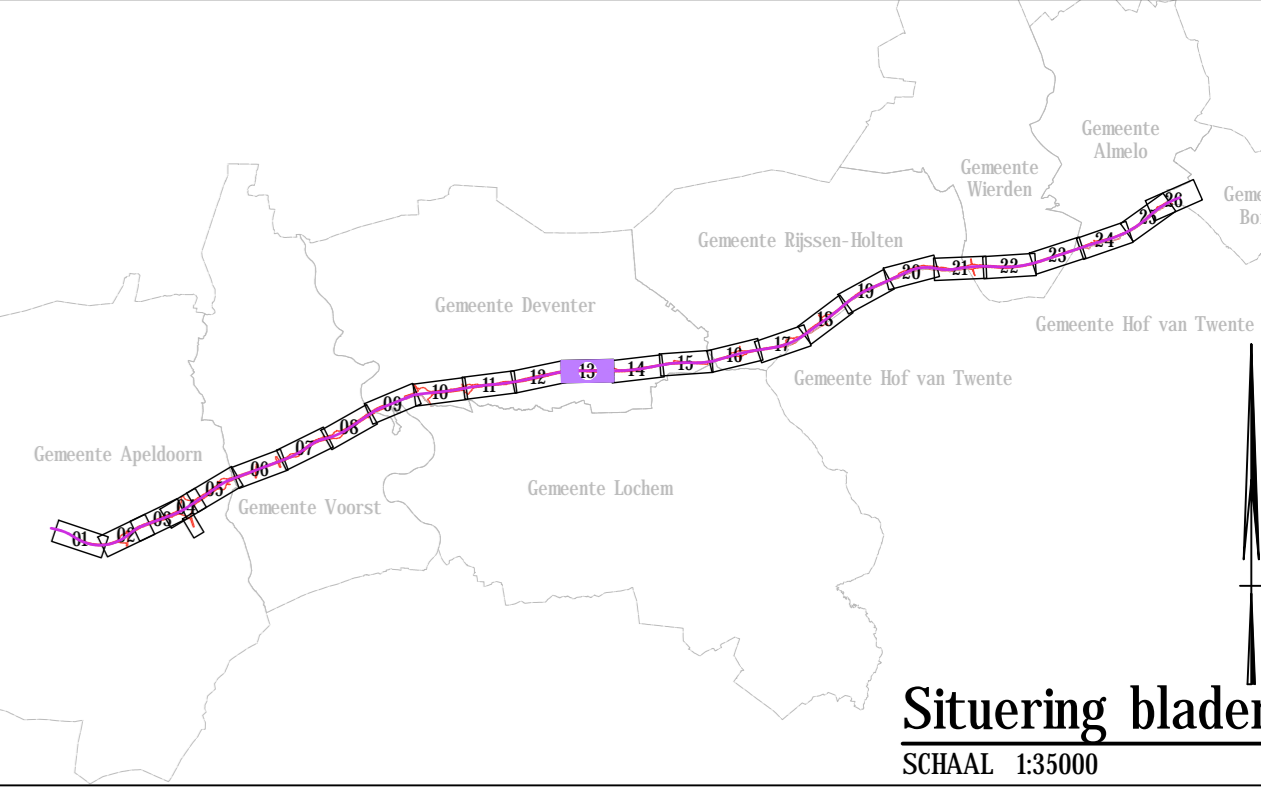 Gemeente
Almelo
Gemeente
Wierden
Gemeente Rijssen-Holten
Gemeente Deventer
Gemeente Hof van Twente
Gemeente Hof van Twente
Gemeente Apeldoorn
Gemeente Voorst
Gemeente Lochem
01
02
03
04
05
06
07
08
09
10
11
12
13
14
15
16
17
18
19
20
21
22
23
24
25
26
Situering blade
SCHAAL 1:35000